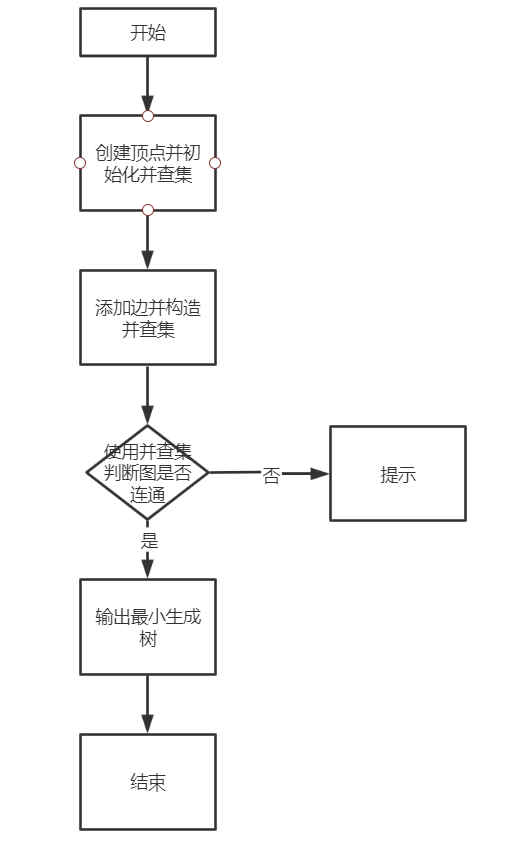 开始
创建顶点并初
始化并查集
添加边并构造
并查集
使用并查集
判断图是否
连通
否
提示
是
输出最小生成
树
结束